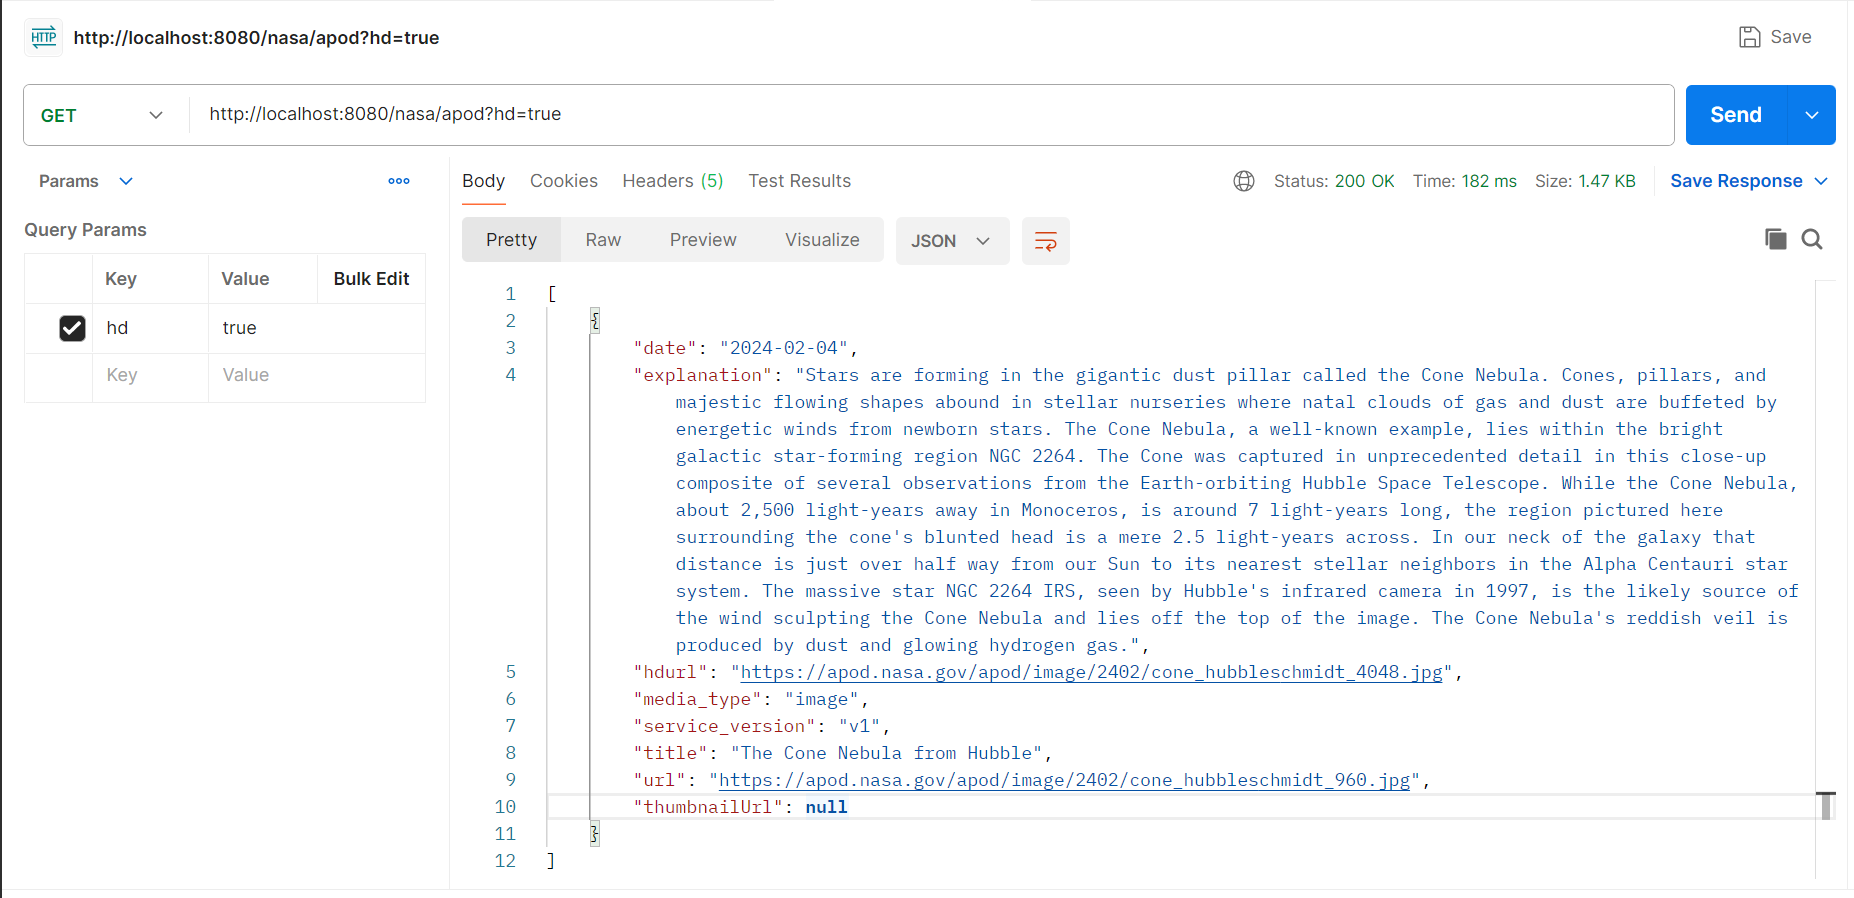 HTTP http://localhost:8080/nasa/apod?hd=true Save
GET http://localhost:8080/nasa/apod?hd=true Send
Params
Body Cookies Headers (5) Test Results Status: 200 OK Time: 182 ms Size: 1.47 KB Save Response
Query Params
Pretty Raw Preview Visualize JSON
Key Value Bulk Edit
hd true
Key Value
1 [
2 {
3 "date": "2024-02-04",
4 "explanation": "Stars are forming in the gigantic dust pillar called the Cone Nebula. Cones, pillars, and
majestic flowing shapes abound in stellar nurseries where natal clouds of gas and dust are buffeted by
energetic winds from newborn stars. The Cone Nebula, a well-known example, lies within the bright
galactic star-forming region NGC 2264. The Cone was captured in unprecedented detail in this close-up
composite of several observations from the Earth-orbiting Hubble Space Telescope. While the Cone Nebula,
about 2,500 light-years away in Monoceros, is around 7 light-years long, the region pictured here
surrounding the cone's blunted head is a mere 2.5 light-years across. In our neck of the galaxy that
distance is just over half way from our Sun to its nearest stellar neighbors in the Alpha Centauri star
system. The massive star NGC 2264 IRS, seen by Hubble's infrared camera in 1997, is the likely source of
the wind sculpting the Cone Nebula and lies off the top of the image. The Cone Nebula's reddish veil is
produced by dust and glowing hydrogen gas.",
5 "hdurl": "https://apod.nasa.gov/apod/image/2402/cone_hubbleschmidt_4048.jpg",
6 "media_type": "image",
7 "service_version": "v1",
8 "title": "The Cone Nebula from Hubble",
9 "url": "https://apod.nasa.gov/apod/image/2402/cone_hubbleschmidt_960.jpg",
10 "thumbnailUrl": null
11 }
12 ]